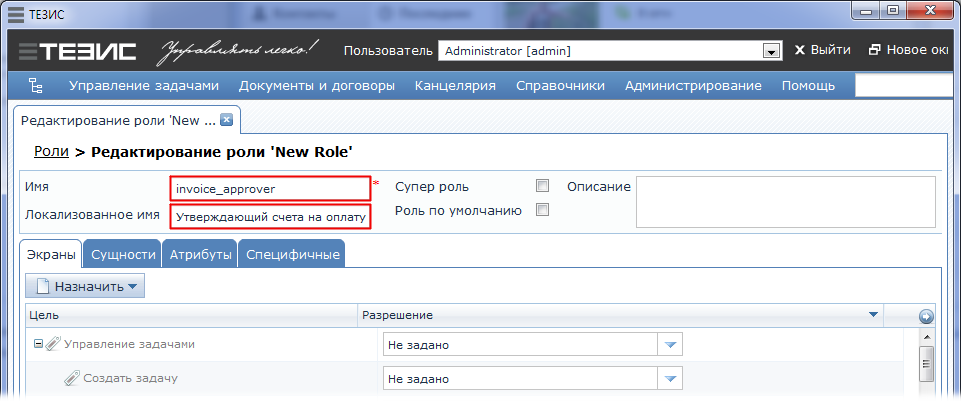 ТЕЗИС
ТЕЗИС Управлять легко! Пользователь Administrator [admin] Выйти Новое ок
Управление задачами Документы и договоры Канцелярия Справочники Администрирование Помощь
Редактирование роли 'New ...
Роли > Редактирование роли 'New Role'
Имя invoice_approver * Супер роль Описание
Локализованное имя Утверждающий счета на оплату Роль по умолчанию
Экраны Сущности Атрибуты Специфичные
Назначить
Цель Разрешение
Управление задачами Не задано
Создать задачу Не задано